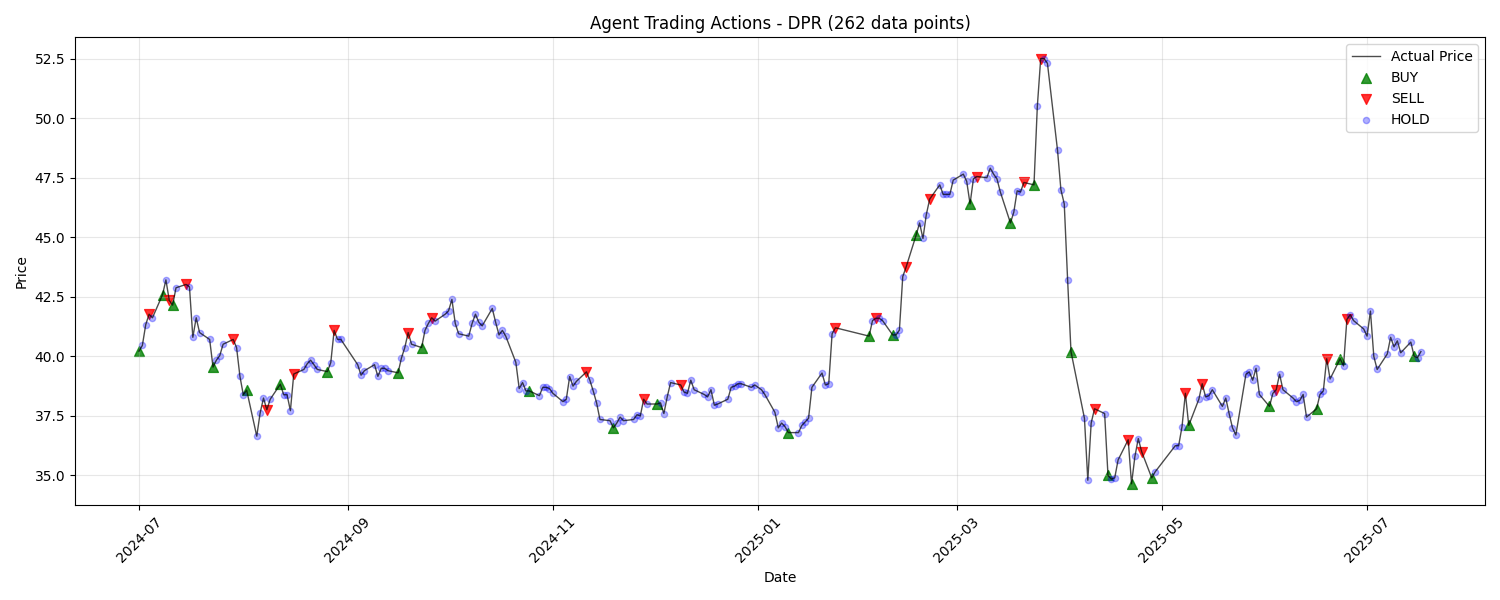 Agent Trading Actions - DPR (262 data points)
Actual Price
BUY
SELL
HOLD
Price
52.5
50.0
47.5
45.0
42.5
40.0
37.5
35.0
2024-07
2024-09
2024-11
2025-01
2025-03
2025-05
2025-07
Date